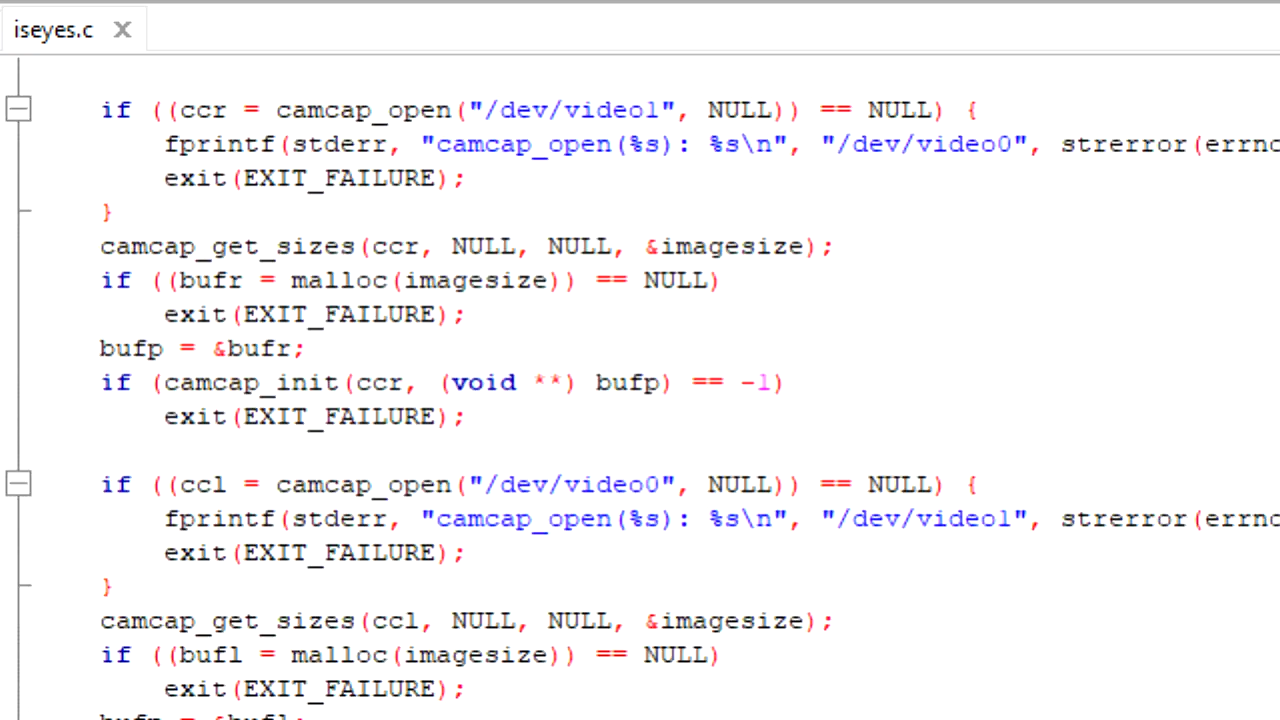 iseyes.c
if ((ccr = camcap_open("/dev/video1", NULL)) == NULL) {
fprintf(stderr, "camcap_open(%s): %s\n", "/dev/video0", strerror(errno
exit(EXIT_FAILURE);
}
camcap_get_sizes(ccr, NULL, NULL, &imagesize);
if ((bufr = malloc(imagesize)) == NULL)
exit(EXIT_FAILURE);
bufp = &bufr;
if (camcap_init(ccr, (void **) bufp) == -1)
exit(EXIT_FAILURE);
if ((ccl = camcap_open("/dev/video0", NULL)) == NULL) {
fprintf(stderr, "camcap_open(%s): %s\n", "/dev/video1", strerror(errno
exit(EXIT_FAILURE);
}
camcap_get_sizes(ccl, NULL, NULL, &imagesize);
if ((bufl = malloc(imagesize)) == NULL)
exit(EXIT_FAILURE);
bufp = &bufl;